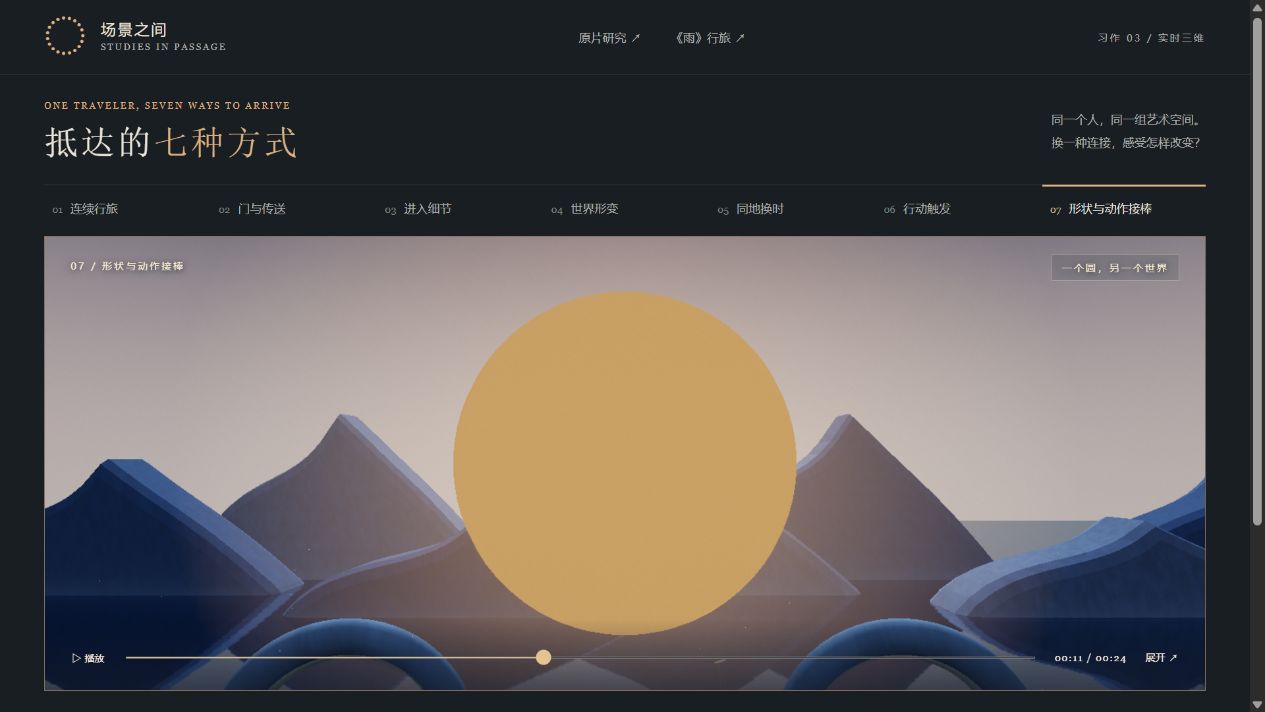 场景之间
STUDIES IN PASSAGE
原片研究 ↗
《雨》行旅 ↗
习作 03 / 实时三维
ONE TRAVELER, SEVEN WAYS TO ARRIVE
抵达的七种方式
同一个人，同一组艺术空间。
换一种连接，感受怎样改变？
01 连续行旅
02 门与传送
03 进入细节
04 世界形变
05 同地换时
06 行动触发
07 形状与动作接棒
07 / 形状与动作接棒
一个圆，另一个世界
▷ 播放
00:11 / 00:24
展开 ↗